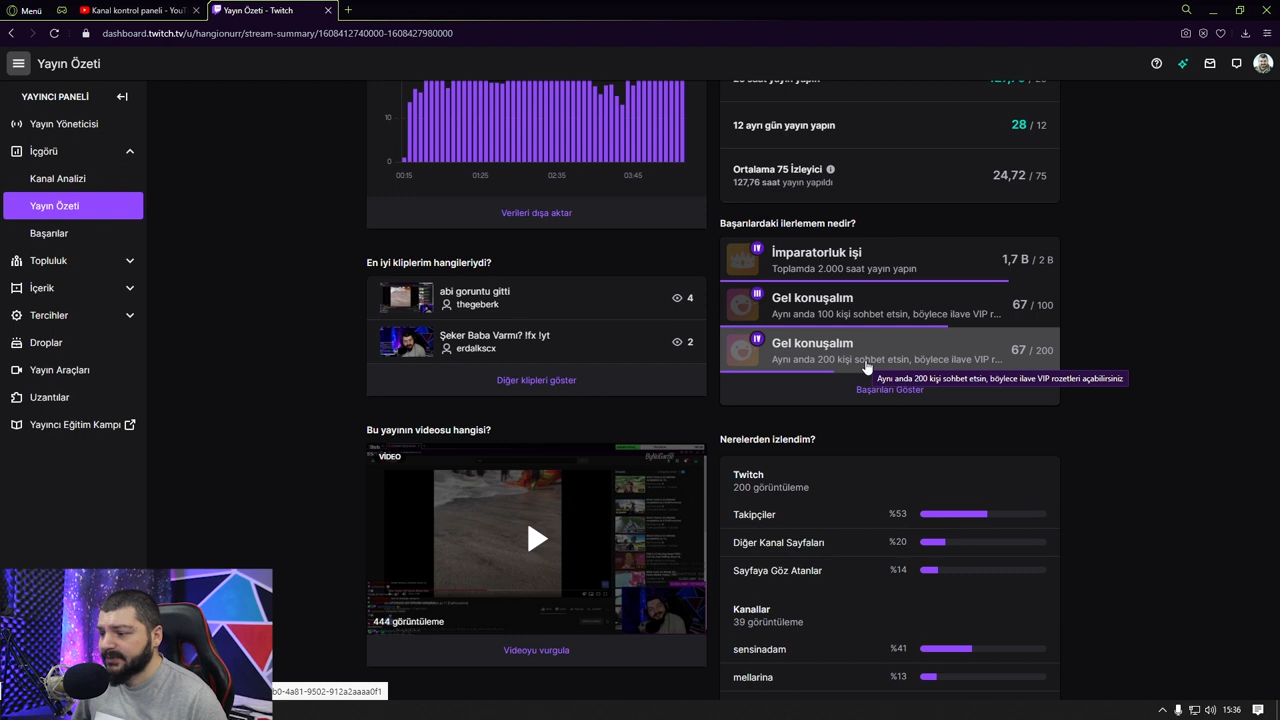 Menü
Kanal kontrol paneli - YouT
Yayın Özeti - Twitch
dashboard.twitch.tv/u/hangionurr/stream-summary/1608412740000-1608427980000
Yayın Özeti
YAYINCI PANELİ
Yayın Yöneticisi
İçgörü
Kanal Analizi
Yayın Özeti
Başarılar
Topluluk
İçerik
Tercihler
Droplar
Yayın Araçları
Uzantılar
Yayıncı Eğitim Kampı
10
0
00:15 01:25 02:35 03:45
Verileri dışa aktar
En iyi kliplerim hangileriydi?
abi goruntu gitti
thegeberk
4
Şeker Baba Varmı? !fx !yt
erdalkscx
2
Diğer klipleri göster
Bu yayının videosu hangisi?
VİDEO
444 görüntüleme
Videoyu vurgula
12 ayrı gün yayın yapın
28 / 12
Ortalama 75 İzleyici
127,76 saat yayın yapıldı
24,72 / 75
Başarılardaki ilerlemem nedir?
IV
İmparatorluk işi
Toplamda 2.000 saat yayın yapın
1,7 B / 2 B
III
Gel konuşalım
Aynı anda 100 kişi sohbet etsin, böylece ilave VIP r...
67 / 100
IV
Gel konuşalım
Aynı anda 200 kişi sohbet etsin, böylece ilave VIP r...
67 / 200
Aynı anda 200 kişi sohbet etsin, böylece ilave VIP rozetleri açabilirsiniz
Başarıları Göster
Nerelerden izlendim?
Twitch
200 görüntüleme
Takipçiler %53
Diğer Kanal Sayfaları %20
Sayfaya Göz Atanlar %14
Kanallar
39 görüntüleme
sensinadam %41
mellarina %13
b0-4a81-9502-912a2aaaa0f1
15:36